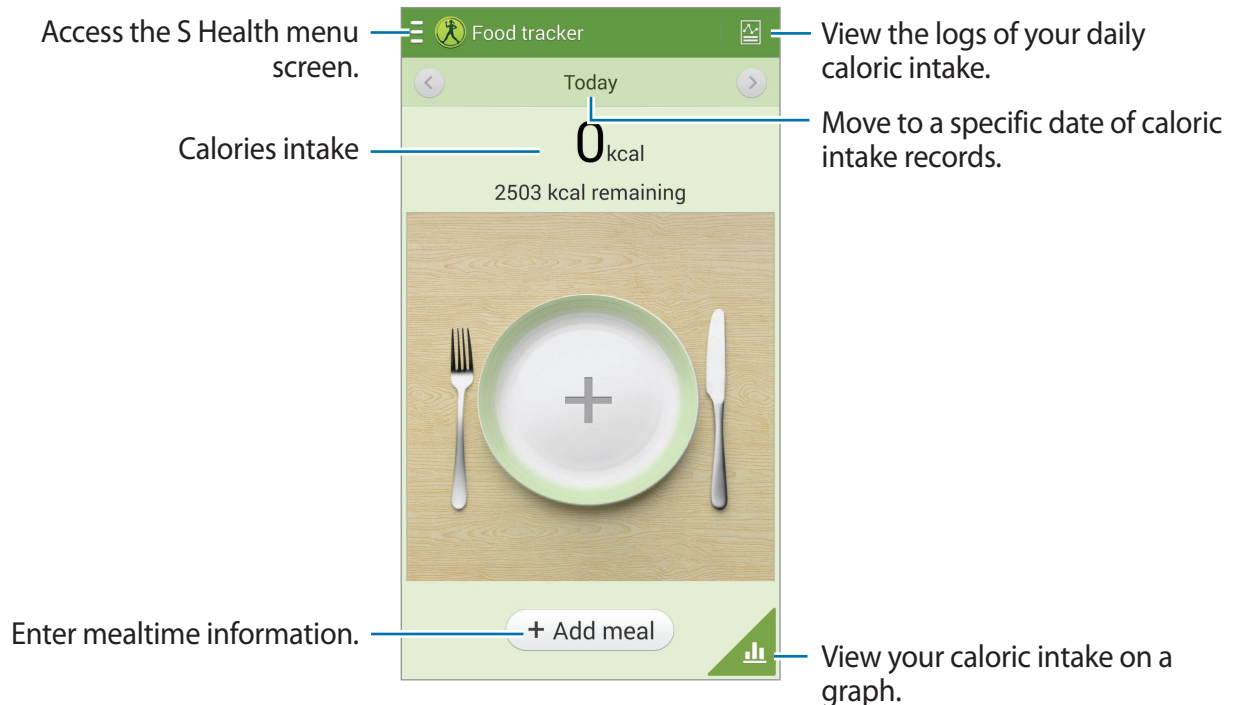 Access the S Health menu
screen.
Food tracker
View the logs of your daily
caloric intake.
Today
Move to a specific date of caloric
intake records.
Calories intake
0 kcal
2503 kcal remaining
Enter mealtime information.
+ Add meal
View your caloric intake on a
graph.